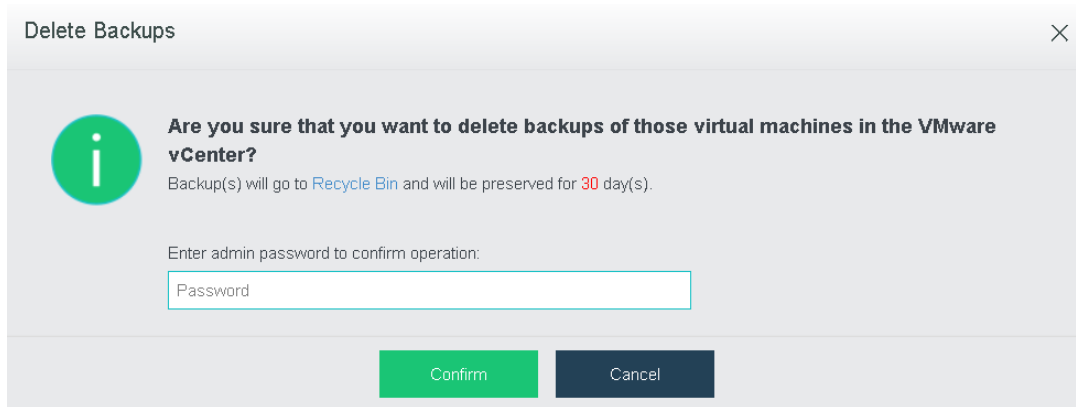 Delete Backups
Are you sure that you want to delete backups of those virtual machines in the VMware
vCenter?
Backup(s) will go to Recycle Bin and will be preserved for 30 day(s).
Enter admin password to confirm operation:
Password
Confirm
Cancel